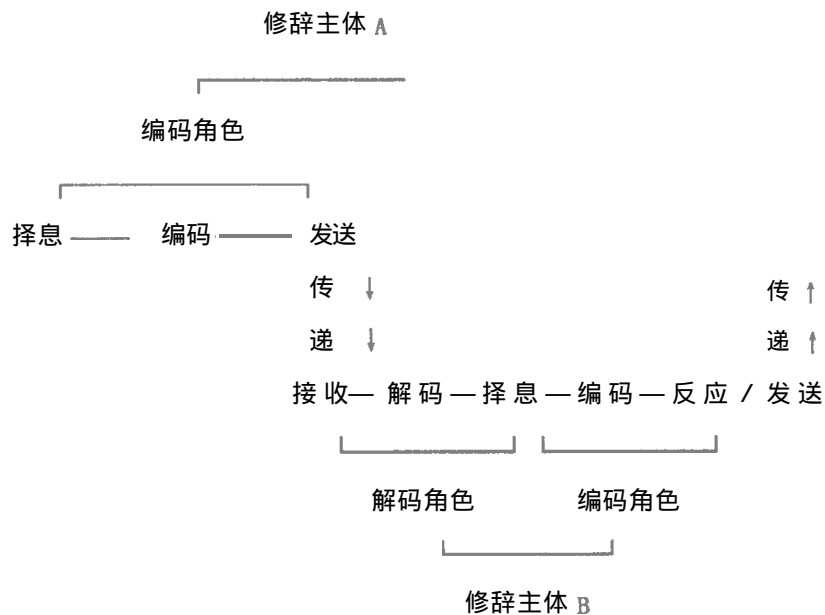 修辞主体 A
编码角色
择息 —— 编码 —— 发送
传 ↓ 传 ↑
递 ↓ 递 ↑
接收—解码—择息—编码—反应/发送
解码角色 编码角色
修辞主体 B